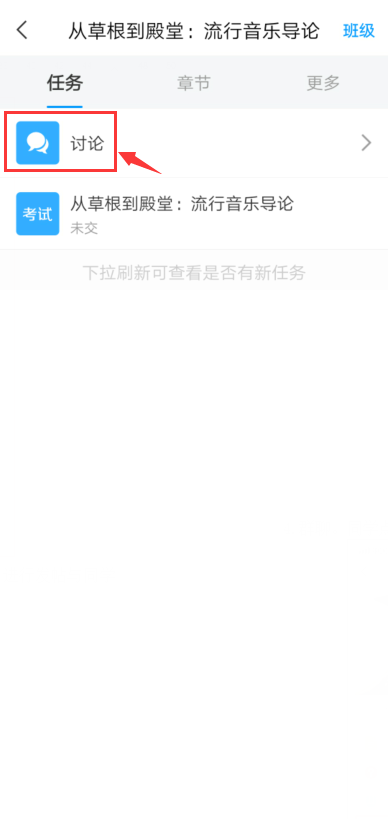 从草根到殿堂：流行音乐导论 班级
任务 章节 更多
讨论
考试 从草根到殿堂：流行音乐导论
未交
下拉刷新可查看是否有新任务